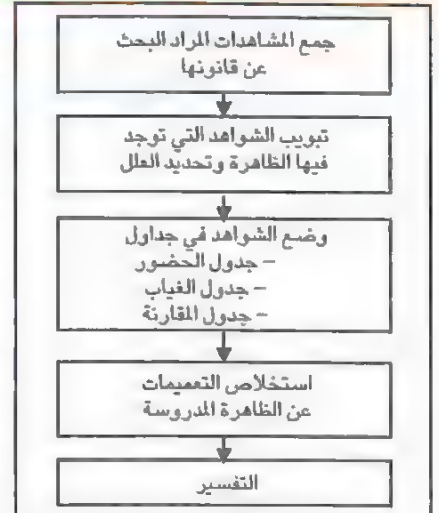 جمع المشاهدات المراد البحث
عن قانونها
تبويب الشواهد التي توجد
فيها الظاهرة وتحديد العلل
وضع الشواهد في جداول
– جدول الحضور
– جدول الغياب
– جدول المقارنة
استخلاص التعميمات
عن الظاهرة المدروسة
التفسير